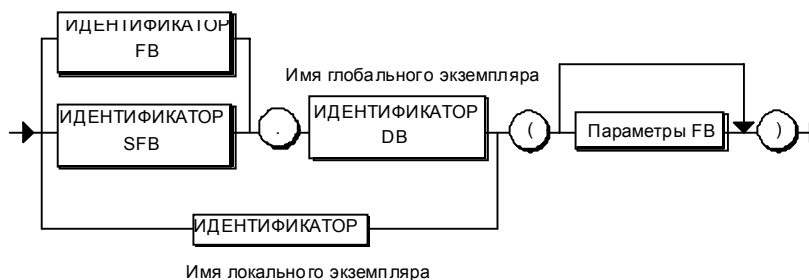 ИДЕНТИФИКАТОР
FB
Имя глобального экземпляра
ИДЕНТИФИКАТОР
SFB
.
ИДЕНТИФИКАТОР
DB
(
Параметры FB
)
ИДЕНТИФИКАТОР
Имя локального экземпляра